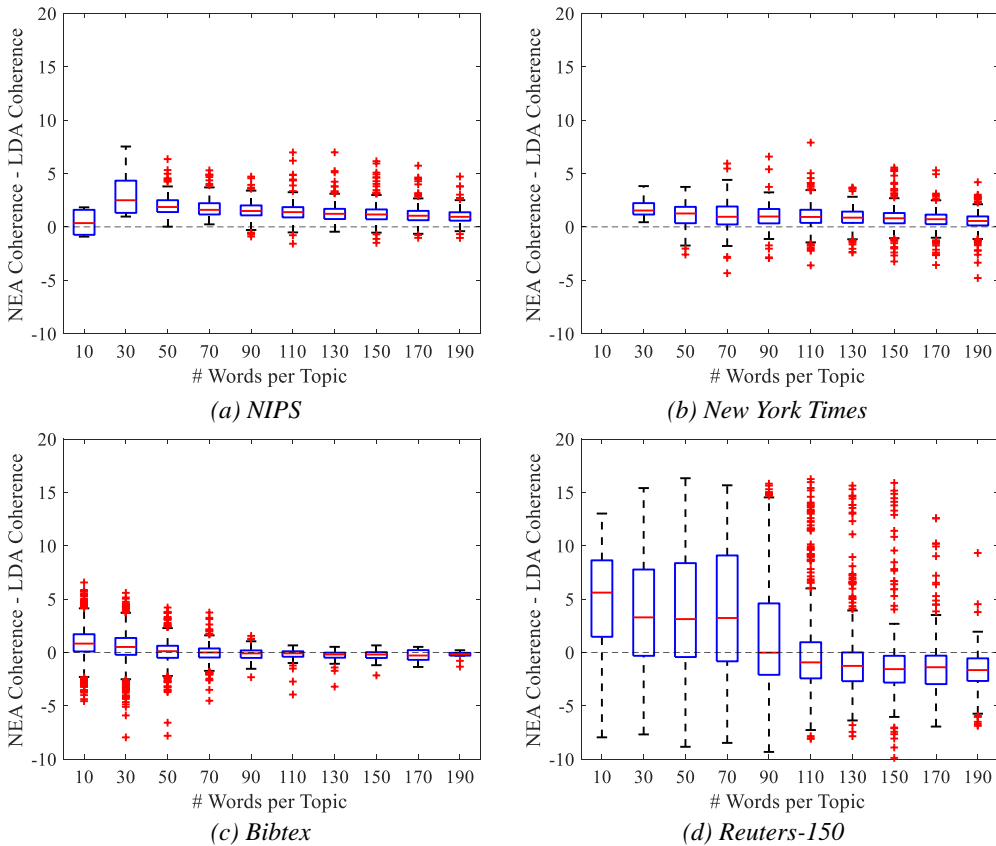 20
15
10
5
0
-5
-10
NEA Coherence - LDA Coherence
10 30 50 70 90 110 130 150 170 190
# Words per Topic
(a) NIPS
20
15
10
5
0
-5
-10
NEA Coherence - LDA Coherence
10 30 50 70 90 110 130 150 170 190
# Words per Topic
(b) New York Times
20
15
10
5
0
-5
-10
NEA Coherence - LDA Coherence
10 30 50 70 90 110 130 150 170 190
# Words per Topic
(c) Bibtex
20
15
10
5
0
-5
-10
NEA Coherence - LDA Coherence
10 30 50 70 90 110 130 150 170 190
# Words per Topic
(d) Reuters-150